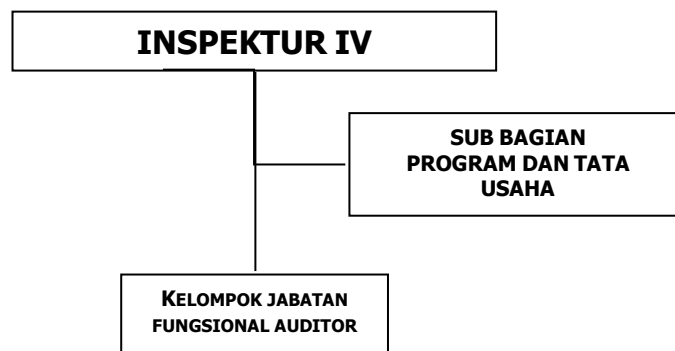 INSPEKTUR IV
SUB BAGIAN
PROGRAM DAN TATA
USAHA
KELOMPOK JABATAN
FUNGSIONAL AUDITOR